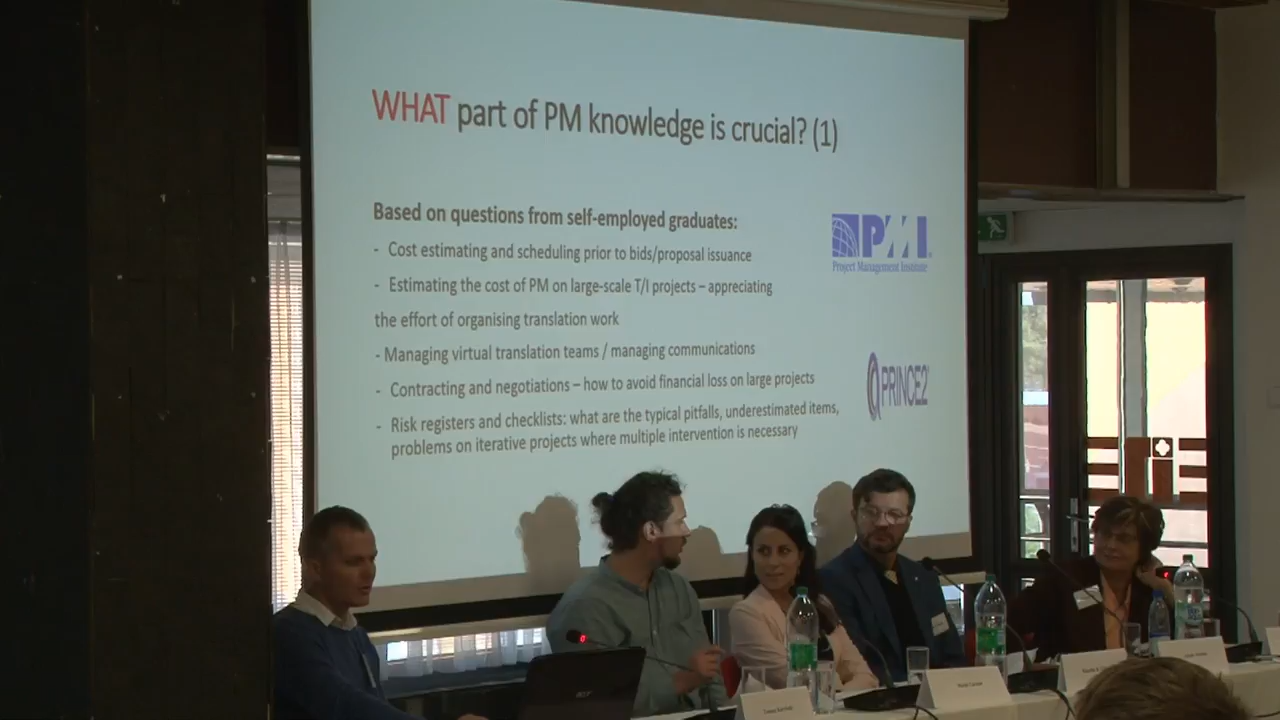 WHAT part of PM knowledge is crucial? (1)
Based on questions from self-employed graduates:
- Cost estimating and scheduling prior to bids/proposal issuance
- Estimating the cost of PM on large-scale T/I projects – appreciating
the effort of organising translation work
- Managing virtual translation teams / managing communications
- Contracting and negotiations – how to avoid financial loss on large projects
- Risk registers and checklists: what are the typical pitfalls, underestimated items,
problems on iterative projects where multiple intervention is necessary
PMI
Project Management Institute
PRINCE2